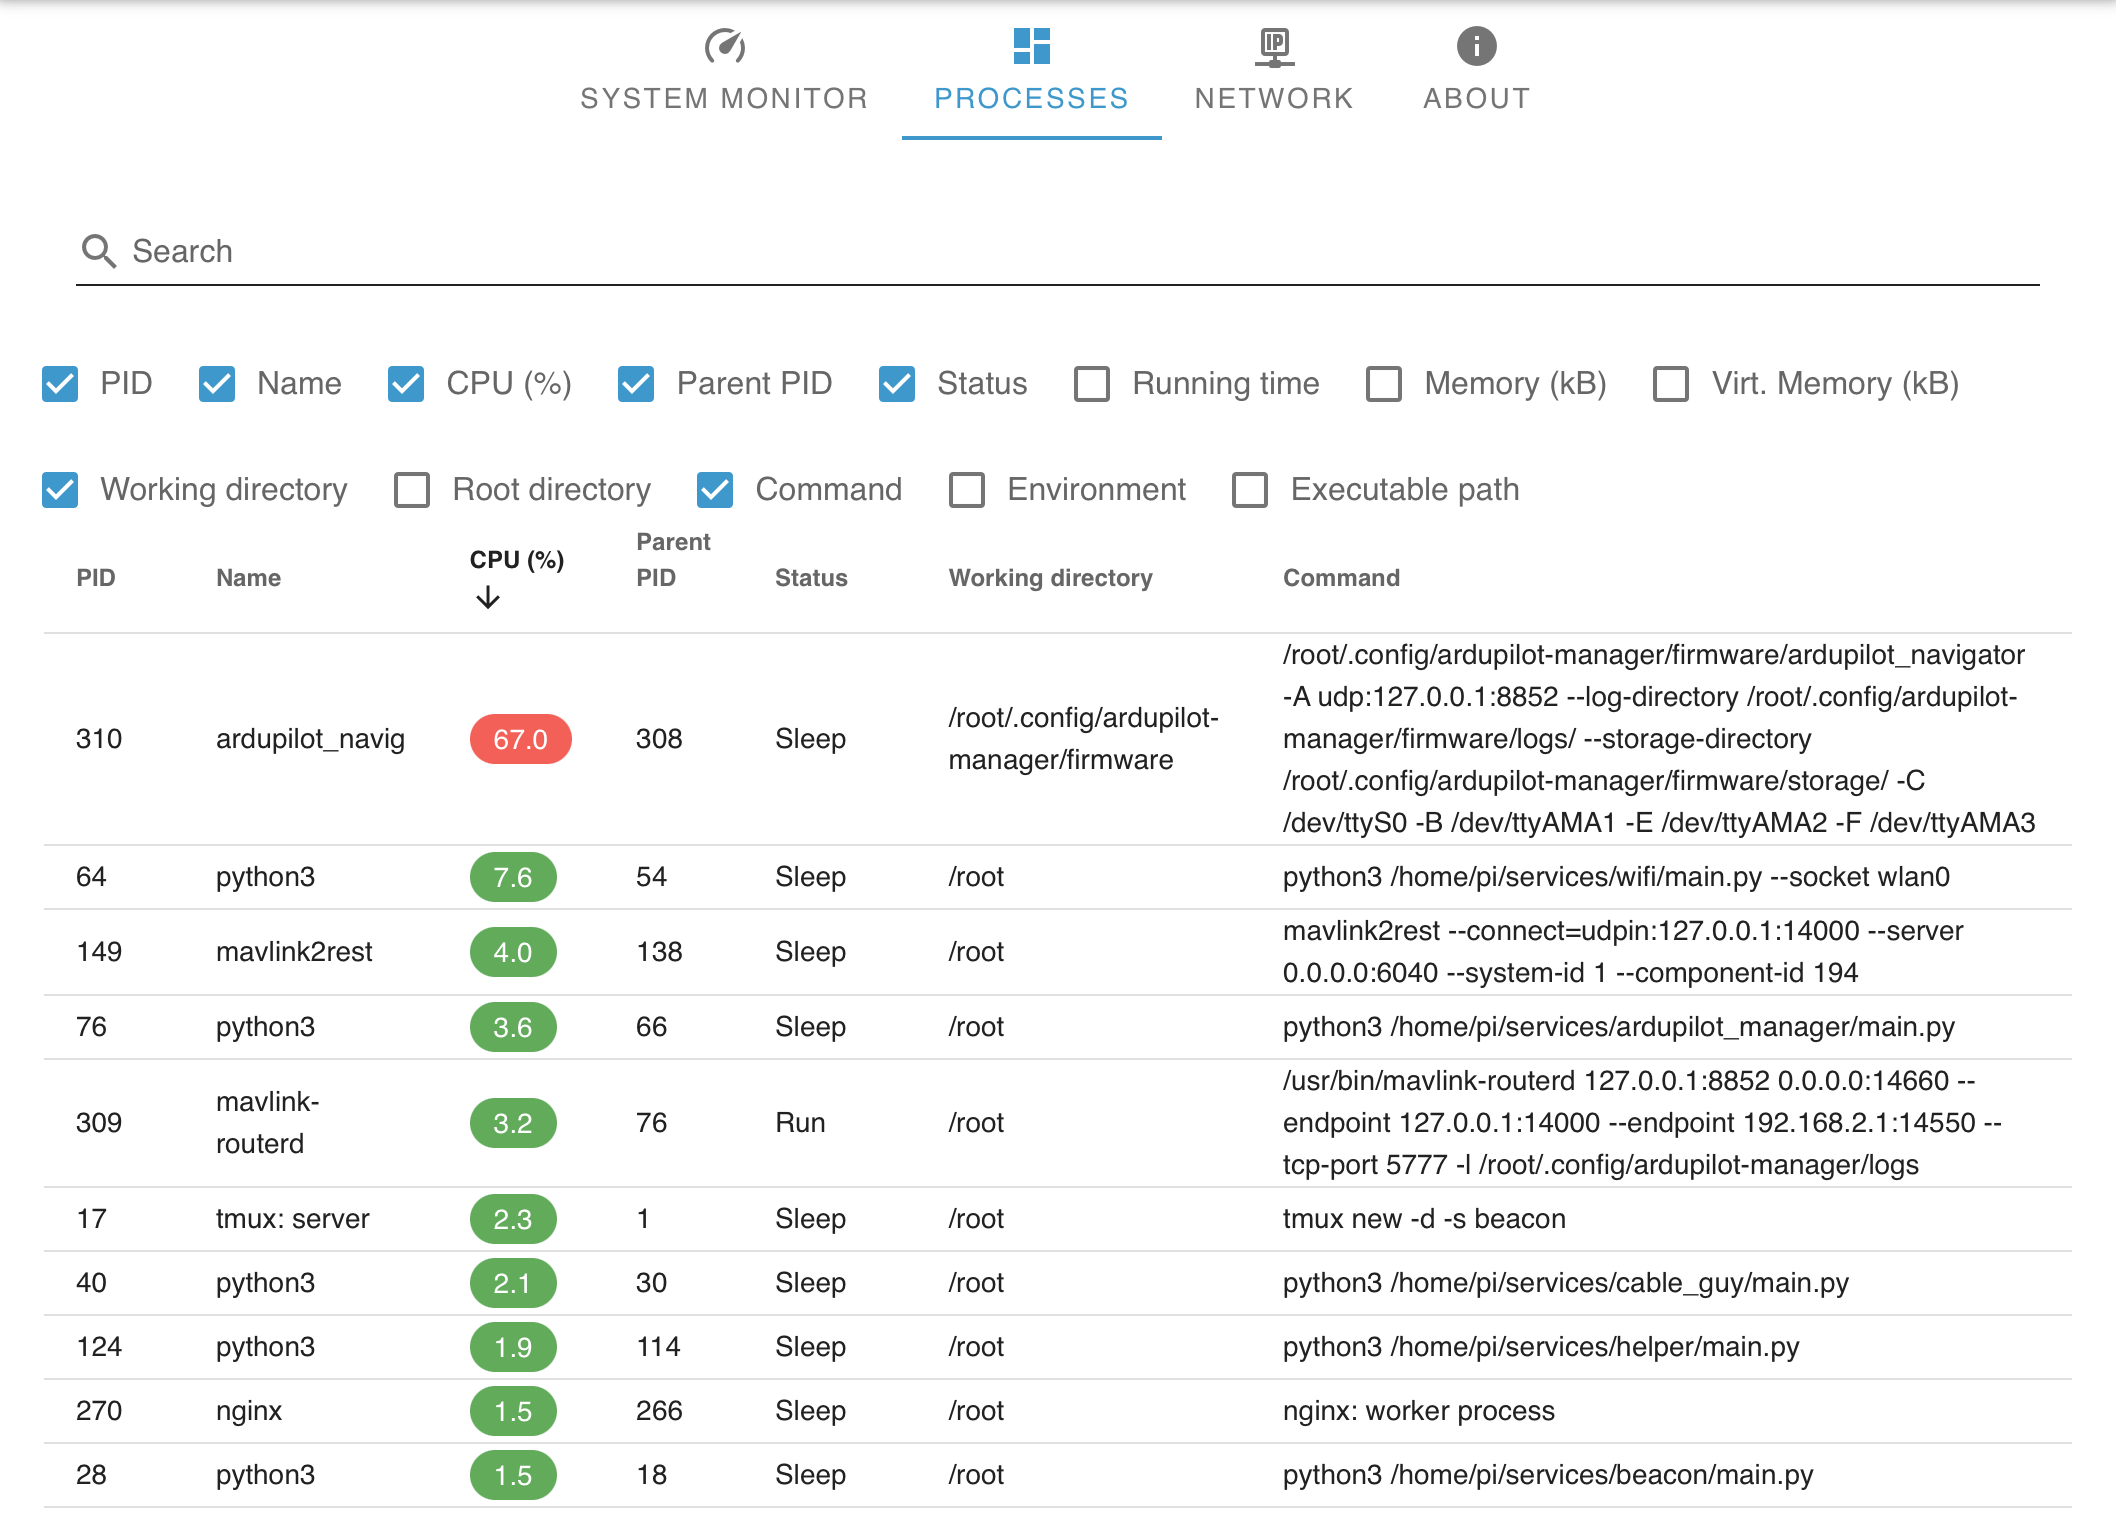 SYSTEM MONITOR PROCESSES NETWORK ABOUT
Search
PID Name CPU (%) Parent PID Status Running time Memory (kB) Virt. Memory (kB)
Working directory Root directory Command Environment Executable path
PID Name CPU (%) Parent PID Status Working directory Command
310 ardupilot_navig 67.0 308 Sleep /root/.config/ardupilot-
manager/firmware
/root/.config/ardupilot-manager/firmware/ardupilot_navigator
-A udp:127.0.0.1:8852 --log-directory /root/.config/ardupilot-
manager/firmware/logs/ --storage-directory
/root/.config/ardupilot-manager/firmware/storage/ -C
/dev/ttyS0 -B /dev/ttyAMA1 -E /dev/ttyAMA2 -F /dev/ttyAMA3
64 python3 7.6 54 Sleep /root python3 /home/pi/services/wifi/main.py --socket wlan0
149 mavlink2rest 4.0 138 Sleep /root mavlink2rest --connect=udpin:127.0.0.1:14000 --server
0.0.0.0:6040 --system-id 1 --component-id 194
76 python3 3.6 66 Sleep /root python3 /home/pi/services/ardupilot_manager/main.py
309 mavlink-
routerd
3.2 76 Run /root /usr/bin/mavlink-routerd 127.0.0.1:8852 0.0.0.0:14660 --
endpoint 127.0.0.1:14000 --endpoint 192.168.2.1:14550 --
tcp-port 5777 -l /root/.config/ardupilot-manager/logs
17 tmux: server 2.3 1 Sleep /root tmux new -d -s beacon
40 python3 2.1 30 Sleep /root python3 /home/pi/services/cable_guy/main.py
124 python3 1.9 114 Sleep /root python3 /home/pi/services/helper/main.py
270 nginx 1.5 266 Sleep /root nginx: worker process
28 python3 1.5 18 Sleep /root python3 /home/pi/services/beacon/main.py